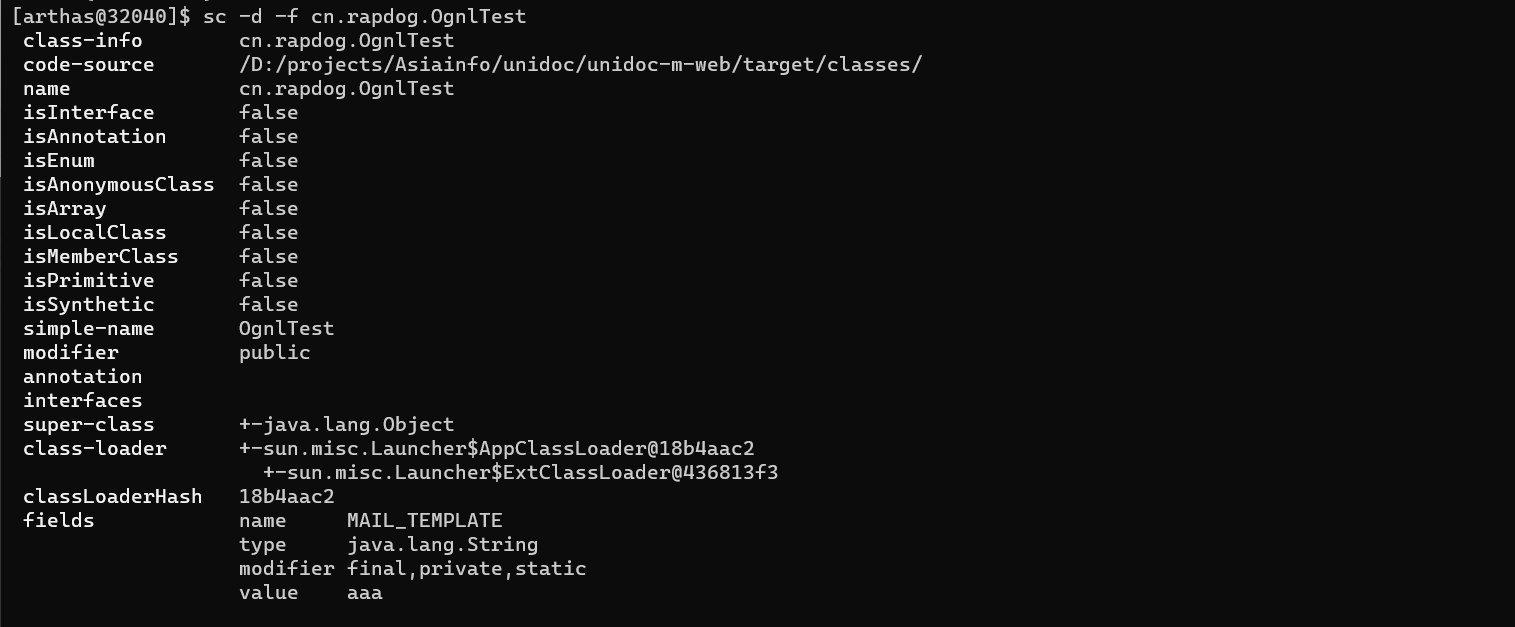 [arthas@32040]$ sc -d -f cn.rapdog.OgnlTest
class-info cn.rapdog.OgnlTest
code-source /D:/projects/Asiainfo/unidoc/unidoc-m-web/target/classes/
name cn.rapdog.OgnlTest
isInterface false
isAnnotation false
isEnum false
isAnonymousClass false
isArray false
isLocalClass false
isMemberClass false
isPrimitive false
isSynthetic false
simple-name OgnlTest
modifier public
annotation
interfaces
super-class +-java.lang.Object
class-loader +-sun.misc.Launcher$AppClassLoader@18b4aac2
+-sun.misc.Launcher$ExtClassLoader@436813f3
classLoaderHash 18b4aac2
fields name MAIL_TEMPLATE
type java.lang.String
modifier final,private,static
value aaa